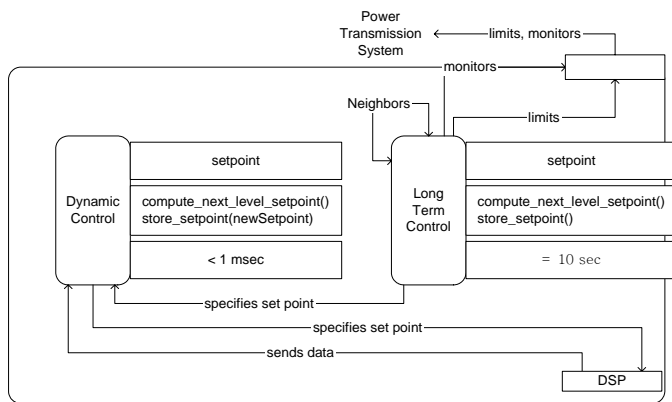 Power
Transmission
System
limits, monitors
monitors
Neighbors
limits
Dynamic
Control
setpoint
compute_next_level_setpoint()
store_setpoint(newSetpoint)
< 1 msec
Long
Term
Control
setpoint
compute_next_level_setpoint()
store_setpoint()
= 10 sec
specifies set point
specifies set point
sends data
DSP